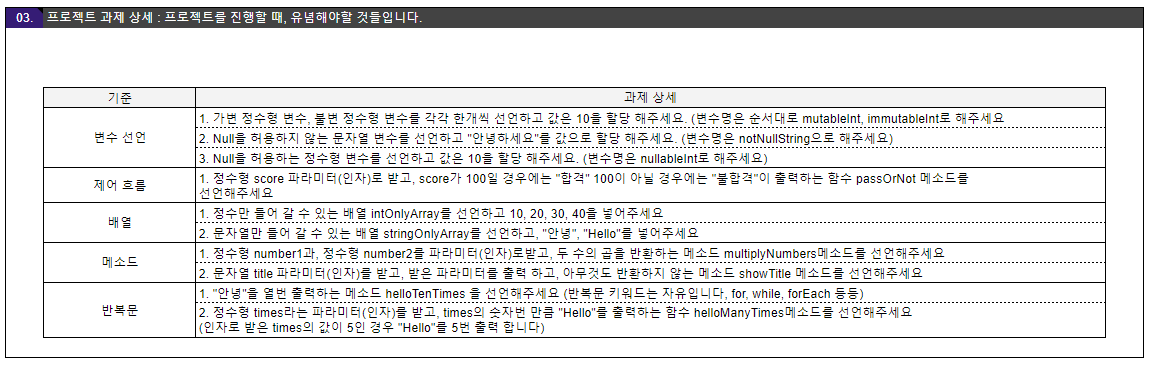 03. 프로젝트 과제 상세 : 프로젝트를 진행할 때, 유념해야할 것들입니다.
기준 과제 상세
변수 선언
1. 가변 정수형 변수, 불변 정수형 변수를 각각 한개씩 선언하고 값은 10을 할당 해주세요. (변수명은 순서대로 mutableInt, immutableInt로 해주세요
2. Null을 허용하지 않는 문자열 변수를 선언하고 "안녕하세요"를 값으로 할당 해주세요. (변수명은 notNullString으로 해주세요)
3. Null을 허용하는 정수형 변수를 선언하고 값은 10을 할당 해주세요. (변수명은 nullableInt로 해주세요)
제어 흐름
1. 정수형 score 파라미터(인자)로 받고, score가 100일 경우에는 "합격" 100이 아닐 경우에는 "불합격"이 출력하는 함수 passOrNot 메소드를
선언해주세요
배열
1. 정수만 들어 갈 수 있는 배열 intOnlyArray를 선언하고 10, 20, 30, 40을 넣어주세요
2. 문자열만 들어 갈 수 있는 배열 stringOnlyArray를 선언하고, "안녕", "Hello"를 넣어주세요
메소드
1. 정수형 number1과, 정수형 number2를 파라미터(인자)로받고, 두 수의 곱을 반환하는 메소드 multiplyNumbers메소드를 선언해주세요
2. 문자열 title 파라미터(인자)를 받고, 받은 파라미터를 출력 하고, 아무것도 반환하지 않는 메소드 showTitle 메소드를 선언해주세요
반복문
1. "안녕"을 열번 출력하는 메소드 helloTenTimes 을 선언해주세요 (반복문 키워드는 자유입니다, for, while, forEach 등등)
2. 정수형 times라는 파라미터(인자)를 받고, times의 숫자번 만큼 "Hello"를 출력하는 함수 helloManyTimes메소드를 선언해주세요
(인자로 받은 times의 값이 5인 경우 "Hello"를 5번 출력 합니다)